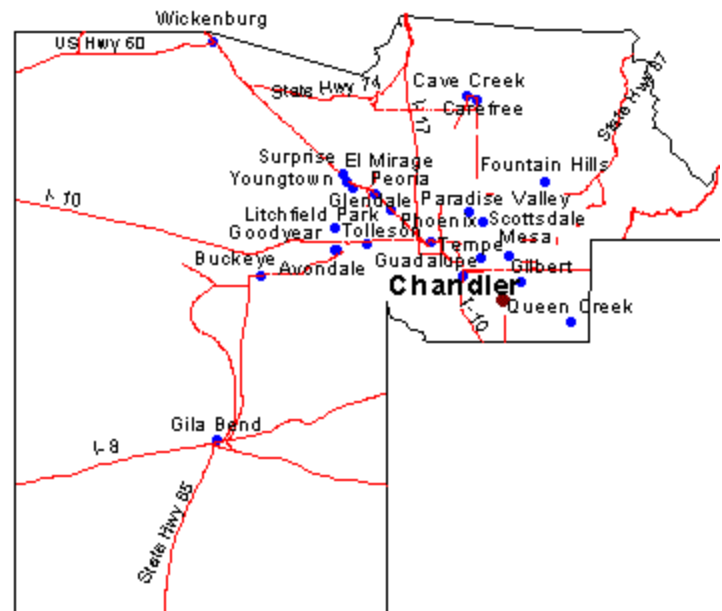 Wickenburg
US Hwy 60
State Hwy 74
Cave Creek
Carefree
I-17
State Hwy 87
Surprise
El Mirage
Fountain Hills
Youngtown
Peoria
I-10
Glendale
Paradise Valley
Litchfield Park
Phoenix
Scottsdale
Goodyear
Tolleson
Tempe
Mesa
Buckeye
Avondale
Guadalupe
Gilbert
Chandler
Queen Creek
I-10
Gila Bend
I-8
State Hwy 85